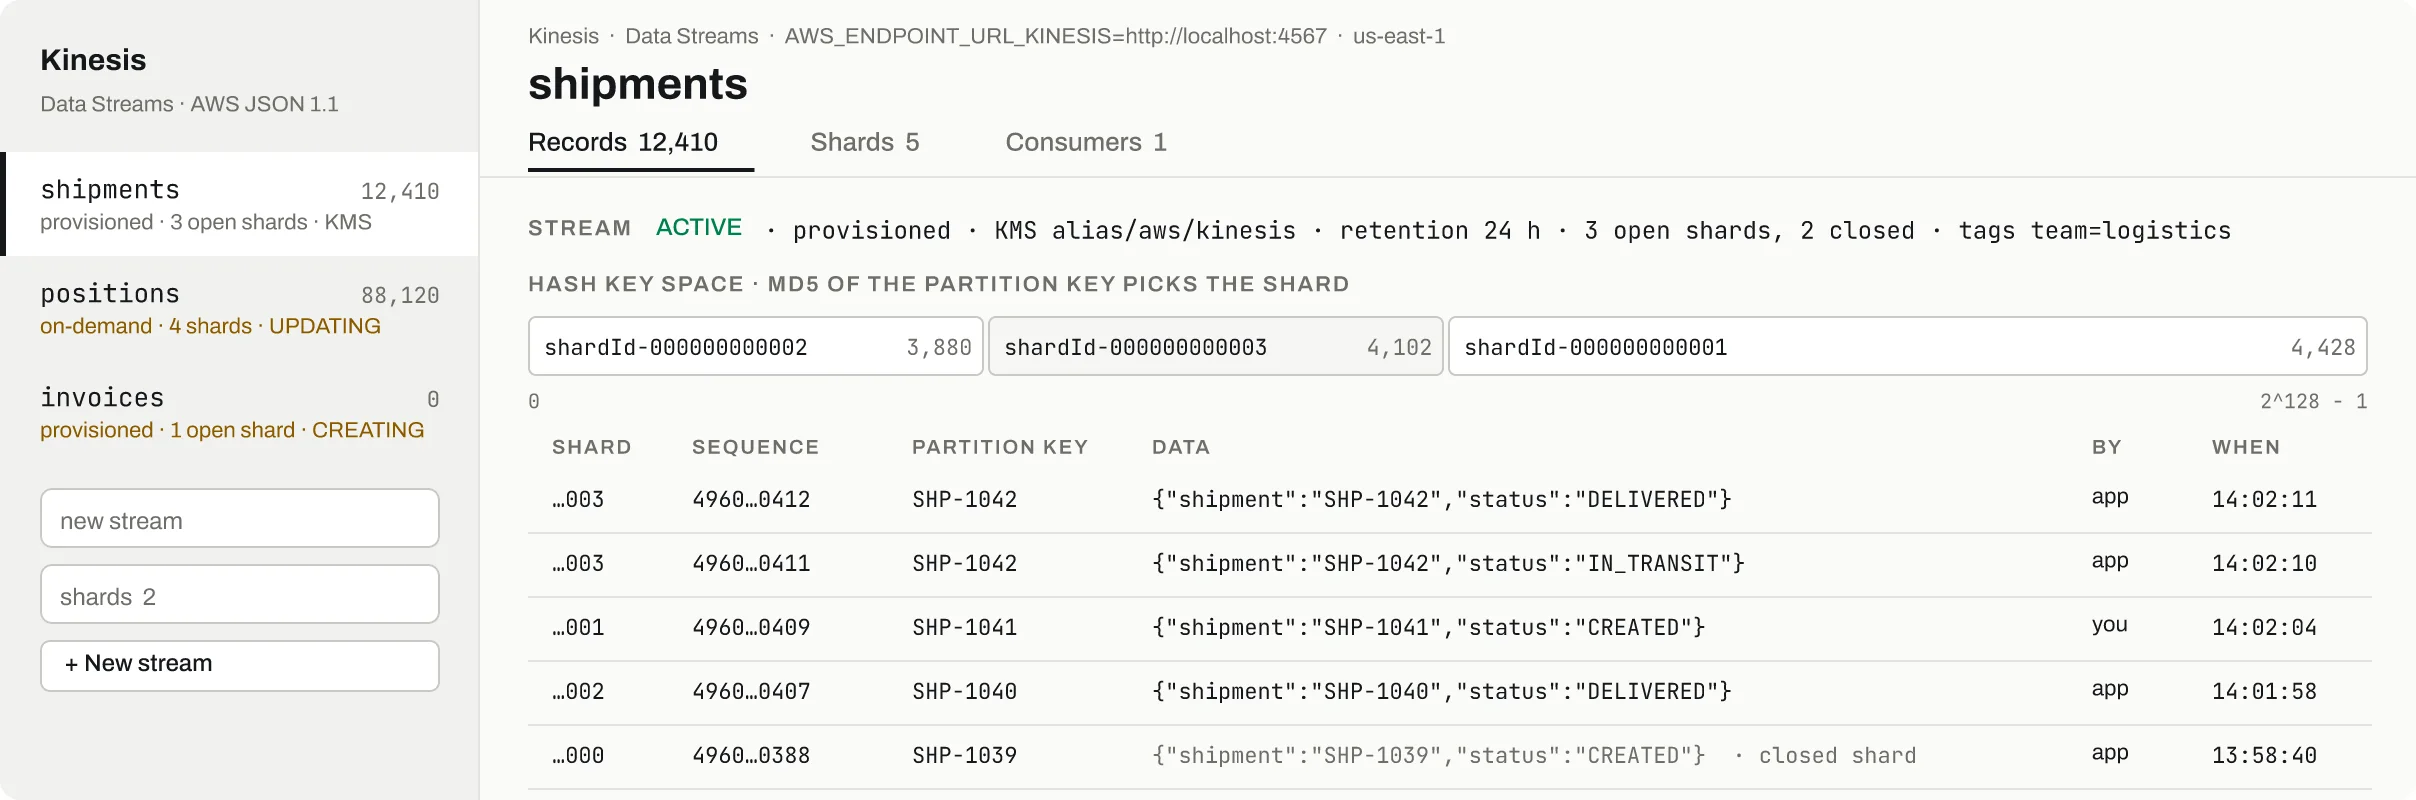 Kinesis
Data Streams · AWS JSON 1.1
shipments 12,410
provisioned · 3 open shards · KMS
positions 88,120
on-demand · 4 shards · UPDATING
invoices 0
provisioned · 1 open shard · CREATING
new stream
shards 2
+ New stream
Kinesis · Data Streams · AWS_ENDPOINT_URL_KINESIS=http://localhost:4567 · us-east-1
shipments
Records 12,410 Shards 5 Consumers 1
STREAM ACTIVE · provisioned · KMS alias/aws/kinesis · retention 24 h · 3 open shards, 2 closed · tags team=logistics
HASH KEY SPACE · MD5 OF THE PARTITION KEY PICKS THE SHARD
shardId-000000000002 3,880 shardId-000000000003 4,102 shardId-000000000001 4,428
0 2^128 - 1
SHARD SEQUENCE PARTITION KEY DATA BY WHEN
…003 4960…0412 SHP-1042 {"shipment":"SHP-1042","status":"DELIVERED"} app 14:02:11
…003 4960…0411 SHP-1042 {"shipment":"SHP-1042","status":"IN_TRANSIT"} app 14:02:10
…001 4960…0409 SHP-1041 {"shipment":"SHP-1041","status":"CREATED"} you 14:02:04
…002 4960…0407 SHP-1040 {"shipment":"SHP-1040","status":"DELIVERED"} app 14:01:58
…000 4960…0388 SHP-1039 {"shipment":"SHP-1039","status":"CREATED"} · closed shard app 13:58:40